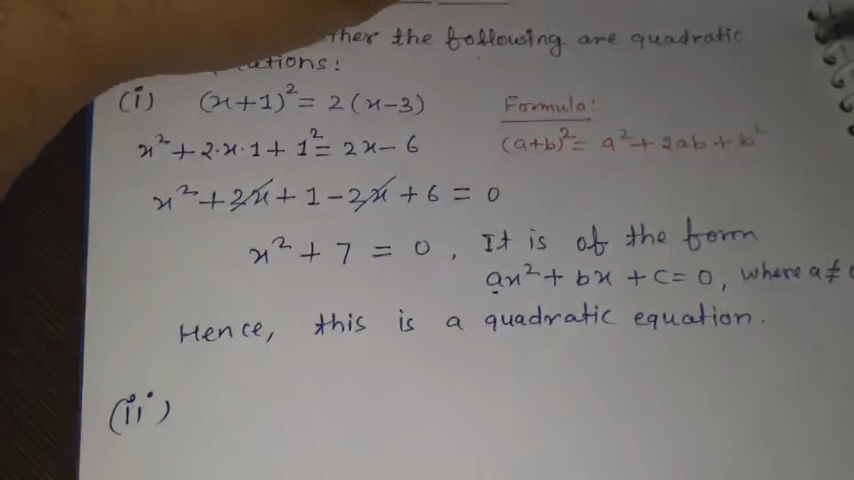 the following are quadratic
(i) (x+1)² = 2(x-3)
Formula:
x² + 2·x·1 + 1² = 2x - 6
(a+b)² = a² + 2ab + b²
x² + 2x + 1 - 2x + 6 = 0
x² + 7 = 0, It is of the form
ax² + bx + c = 0, where a ≠ 0
Hence, this is a quadratic equation.
(ii)